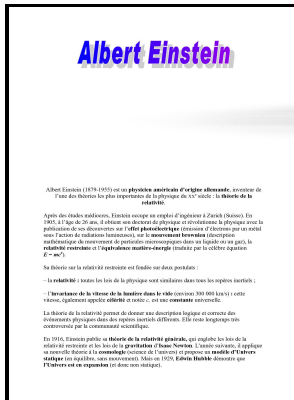 Albert Einstein
Albert Einstein (1879-1955) est un physicien américain d'origine allemande, inventeur de
l'une des théories les plus importantes de la physique du XXe siècle : la théorie de la
relativité.
Après des études médiocres, Einstein occupe un emploi d'ingénieur à Zurich (Suisse). En
1905, à l'âge de 26 ans, il obtient son doctorat de physique et révolutionne la physique avec la
publication de ses découvertes sur l'effet photoélectrique (émission d'électrons par un métal
sous l'action de radiations lumineuses), sur le mouvement brownien (description
mathématique du mouvement de particules microscopiques dans un liquide ou un gaz), la
relativité restreinte et l'équivalence matière-énergie (traduite par la célèbre équation
E = mc²).
Sa théorie sur la relativité restreinte est fondée sur deux postulats :
– la relativité : toutes les lois de la physique sont similaires dans tous les repères inertiels ;
– l'invariance de la vitesse de la lumière dans le vide (environ 300 000 km/s) : cette
vitesse, également appelée célérité et notée c, est une constante universelle.
La théorie de la relativité permet de donner une description logique et correcte des
événements physiques dans des repères inertiels différents. Elle reste longtemps très
controversée par la communauté scientifique.
En 1916, Einstein publie sa théorie de la relativité générale, qui englobe les lois de la
relativité restreinte et les lois de la gravitation d'Isaac Newton. L'année suivante, il applique
sa nouvelle théorie à la cosmologie (science de l'univers) et propose un modèle d'Univers
statique (en équilibre, sans mouvement). Mais en 1929, Edwin Hubble démontre que
l'Univers est en expansion (et donc non statique).